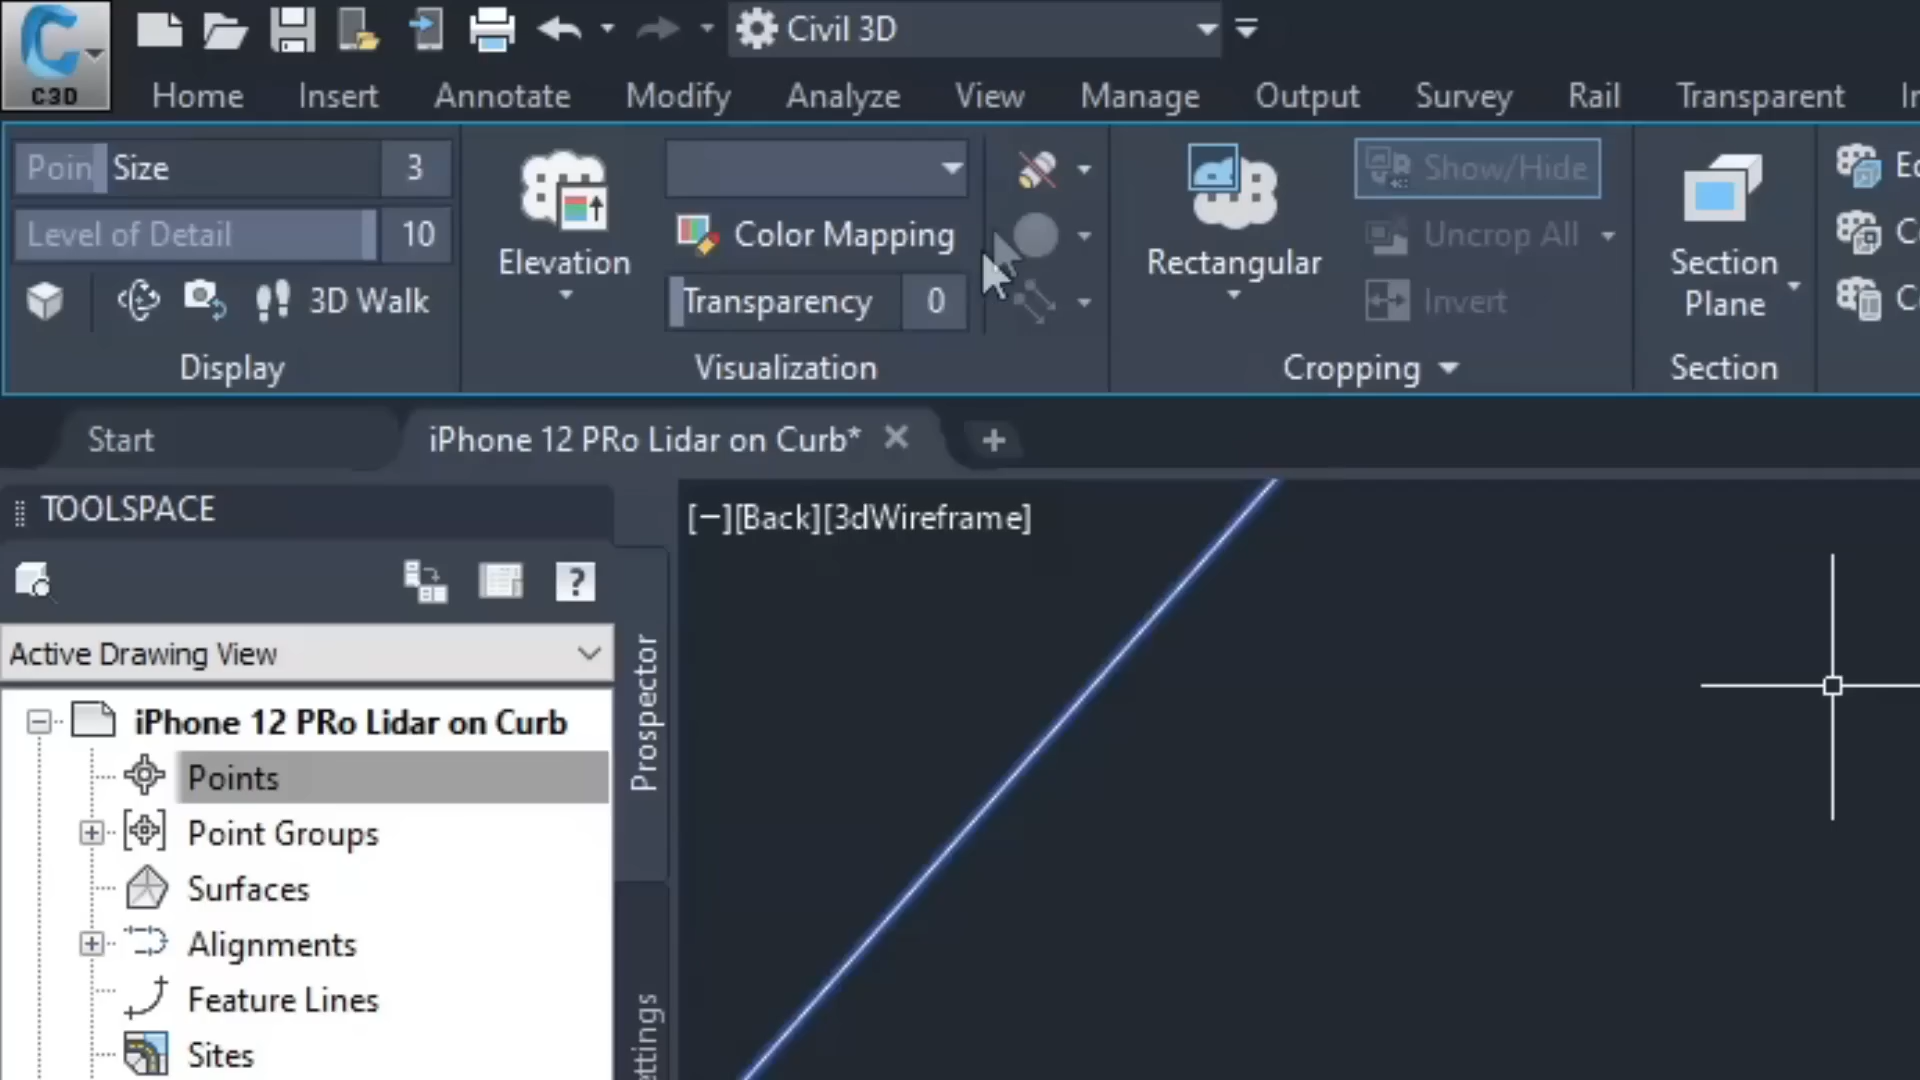 Civil 3D
C3D
Home Insert Annotate Modify Analyze View Manage Output Survey Rail Transparent
Point Size 3
Level of Detail 10
3D Walk
Display
Elevation
Color Mapping
Transparency 0
Visualization
Rectangular
Show/Hide
Uncrop All
Invert
Cropping
Section
Plane
Section
Start
iPhone 12 PRo Lidar on Curb*
TOOLSPACE
?
Active Drawing View
iPhone 12 PRo Lidar on Curb
Points
Point Groups
Surfaces
Alignments
Feature Lines
Sites
Prospector
[−][Back][3dWireframe]